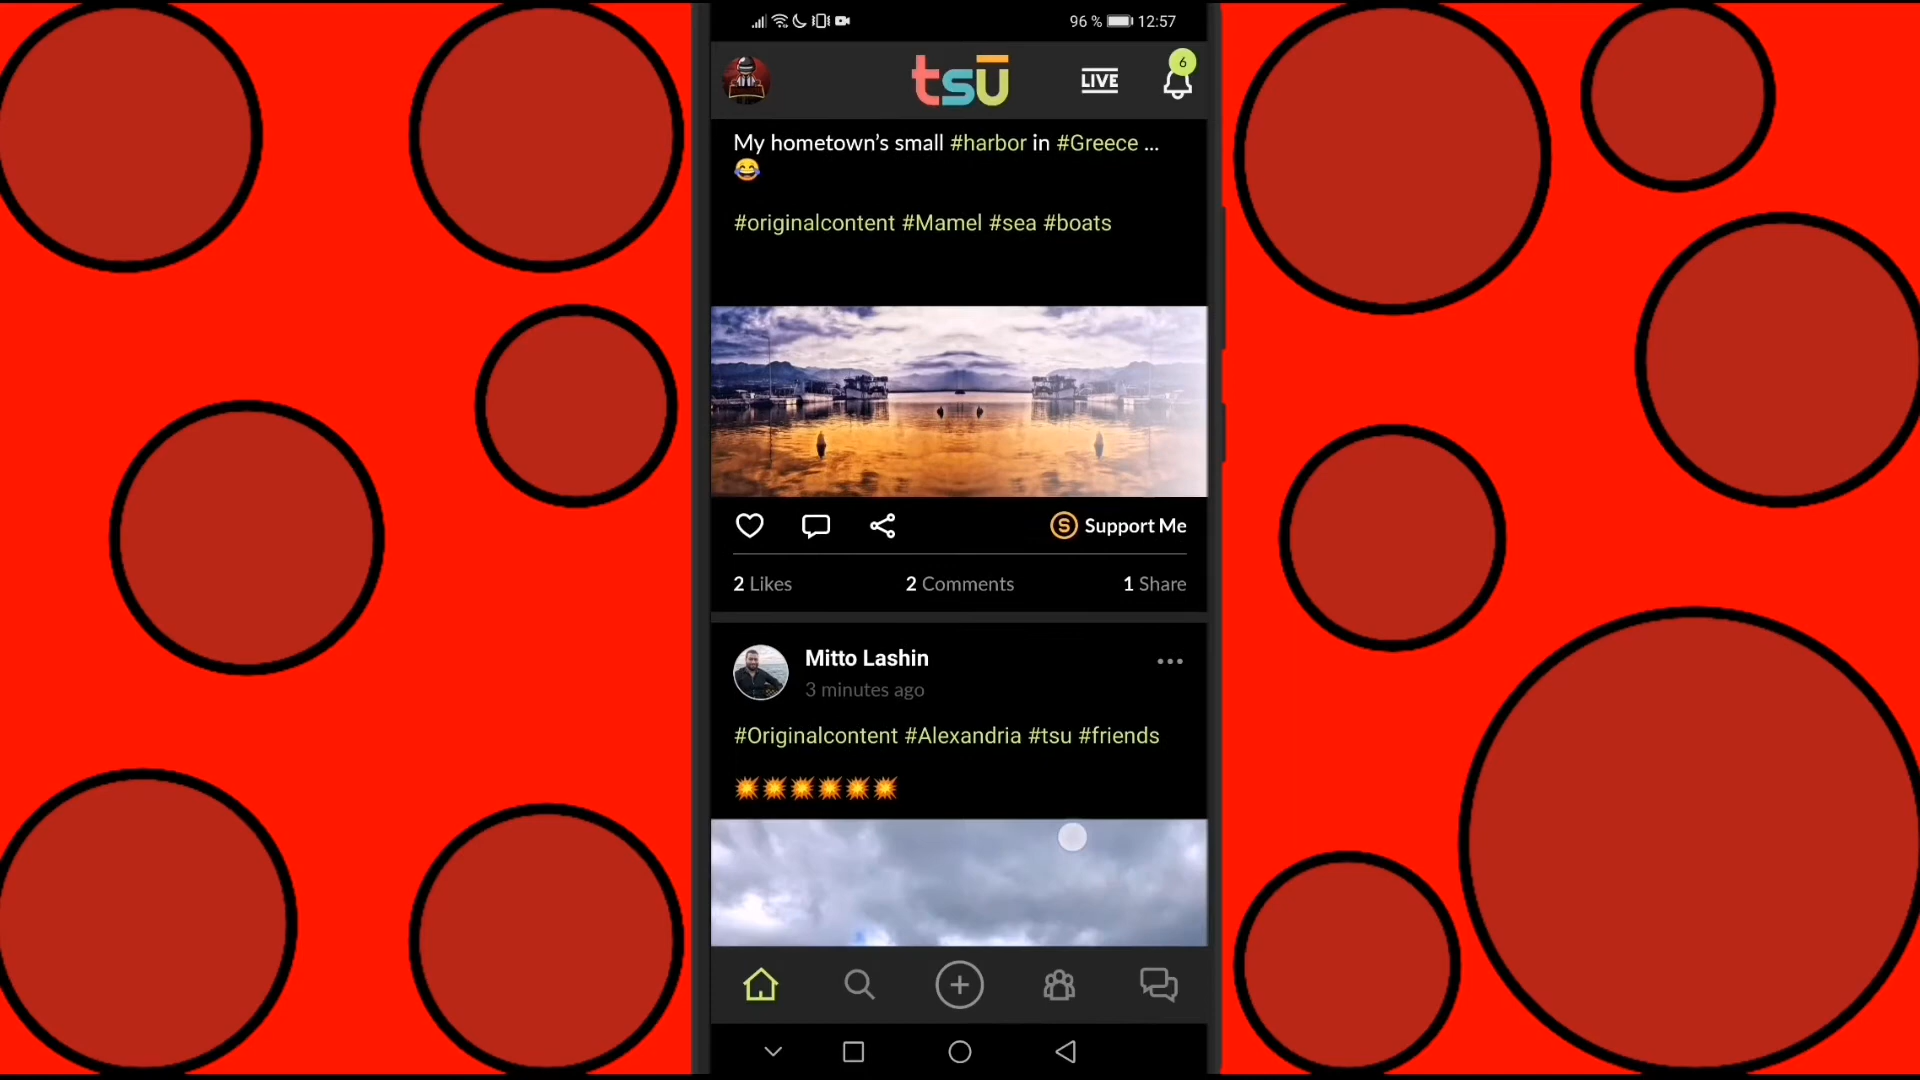 96 % 12:57
tsū LIVE 6
My hometown’s small #harbor in #Greece ...
😂
#originalcontent #Mamel #sea #boats
S Support Me
2 Likes 2 Comments 1 Share
Mitto Lashin
3 minutes ago
#Originalcontent #Alexandria #tsu #friends
💥💥💥💥💥💥